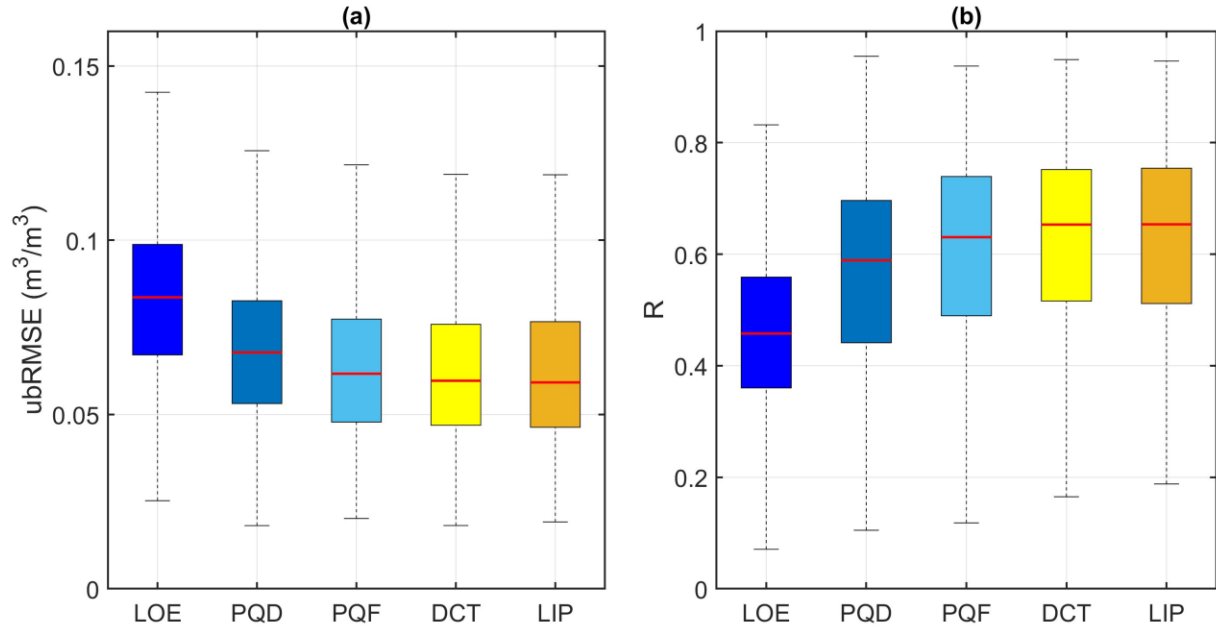 (a)
ubRMSE (m³/m³)
0.15
0.1
0.05
0
LOE PQD PQF DCT LIP
(b)
R
1
0.8
0.6
0.4
0.2
0
LOE PQD PQF DCT LIP